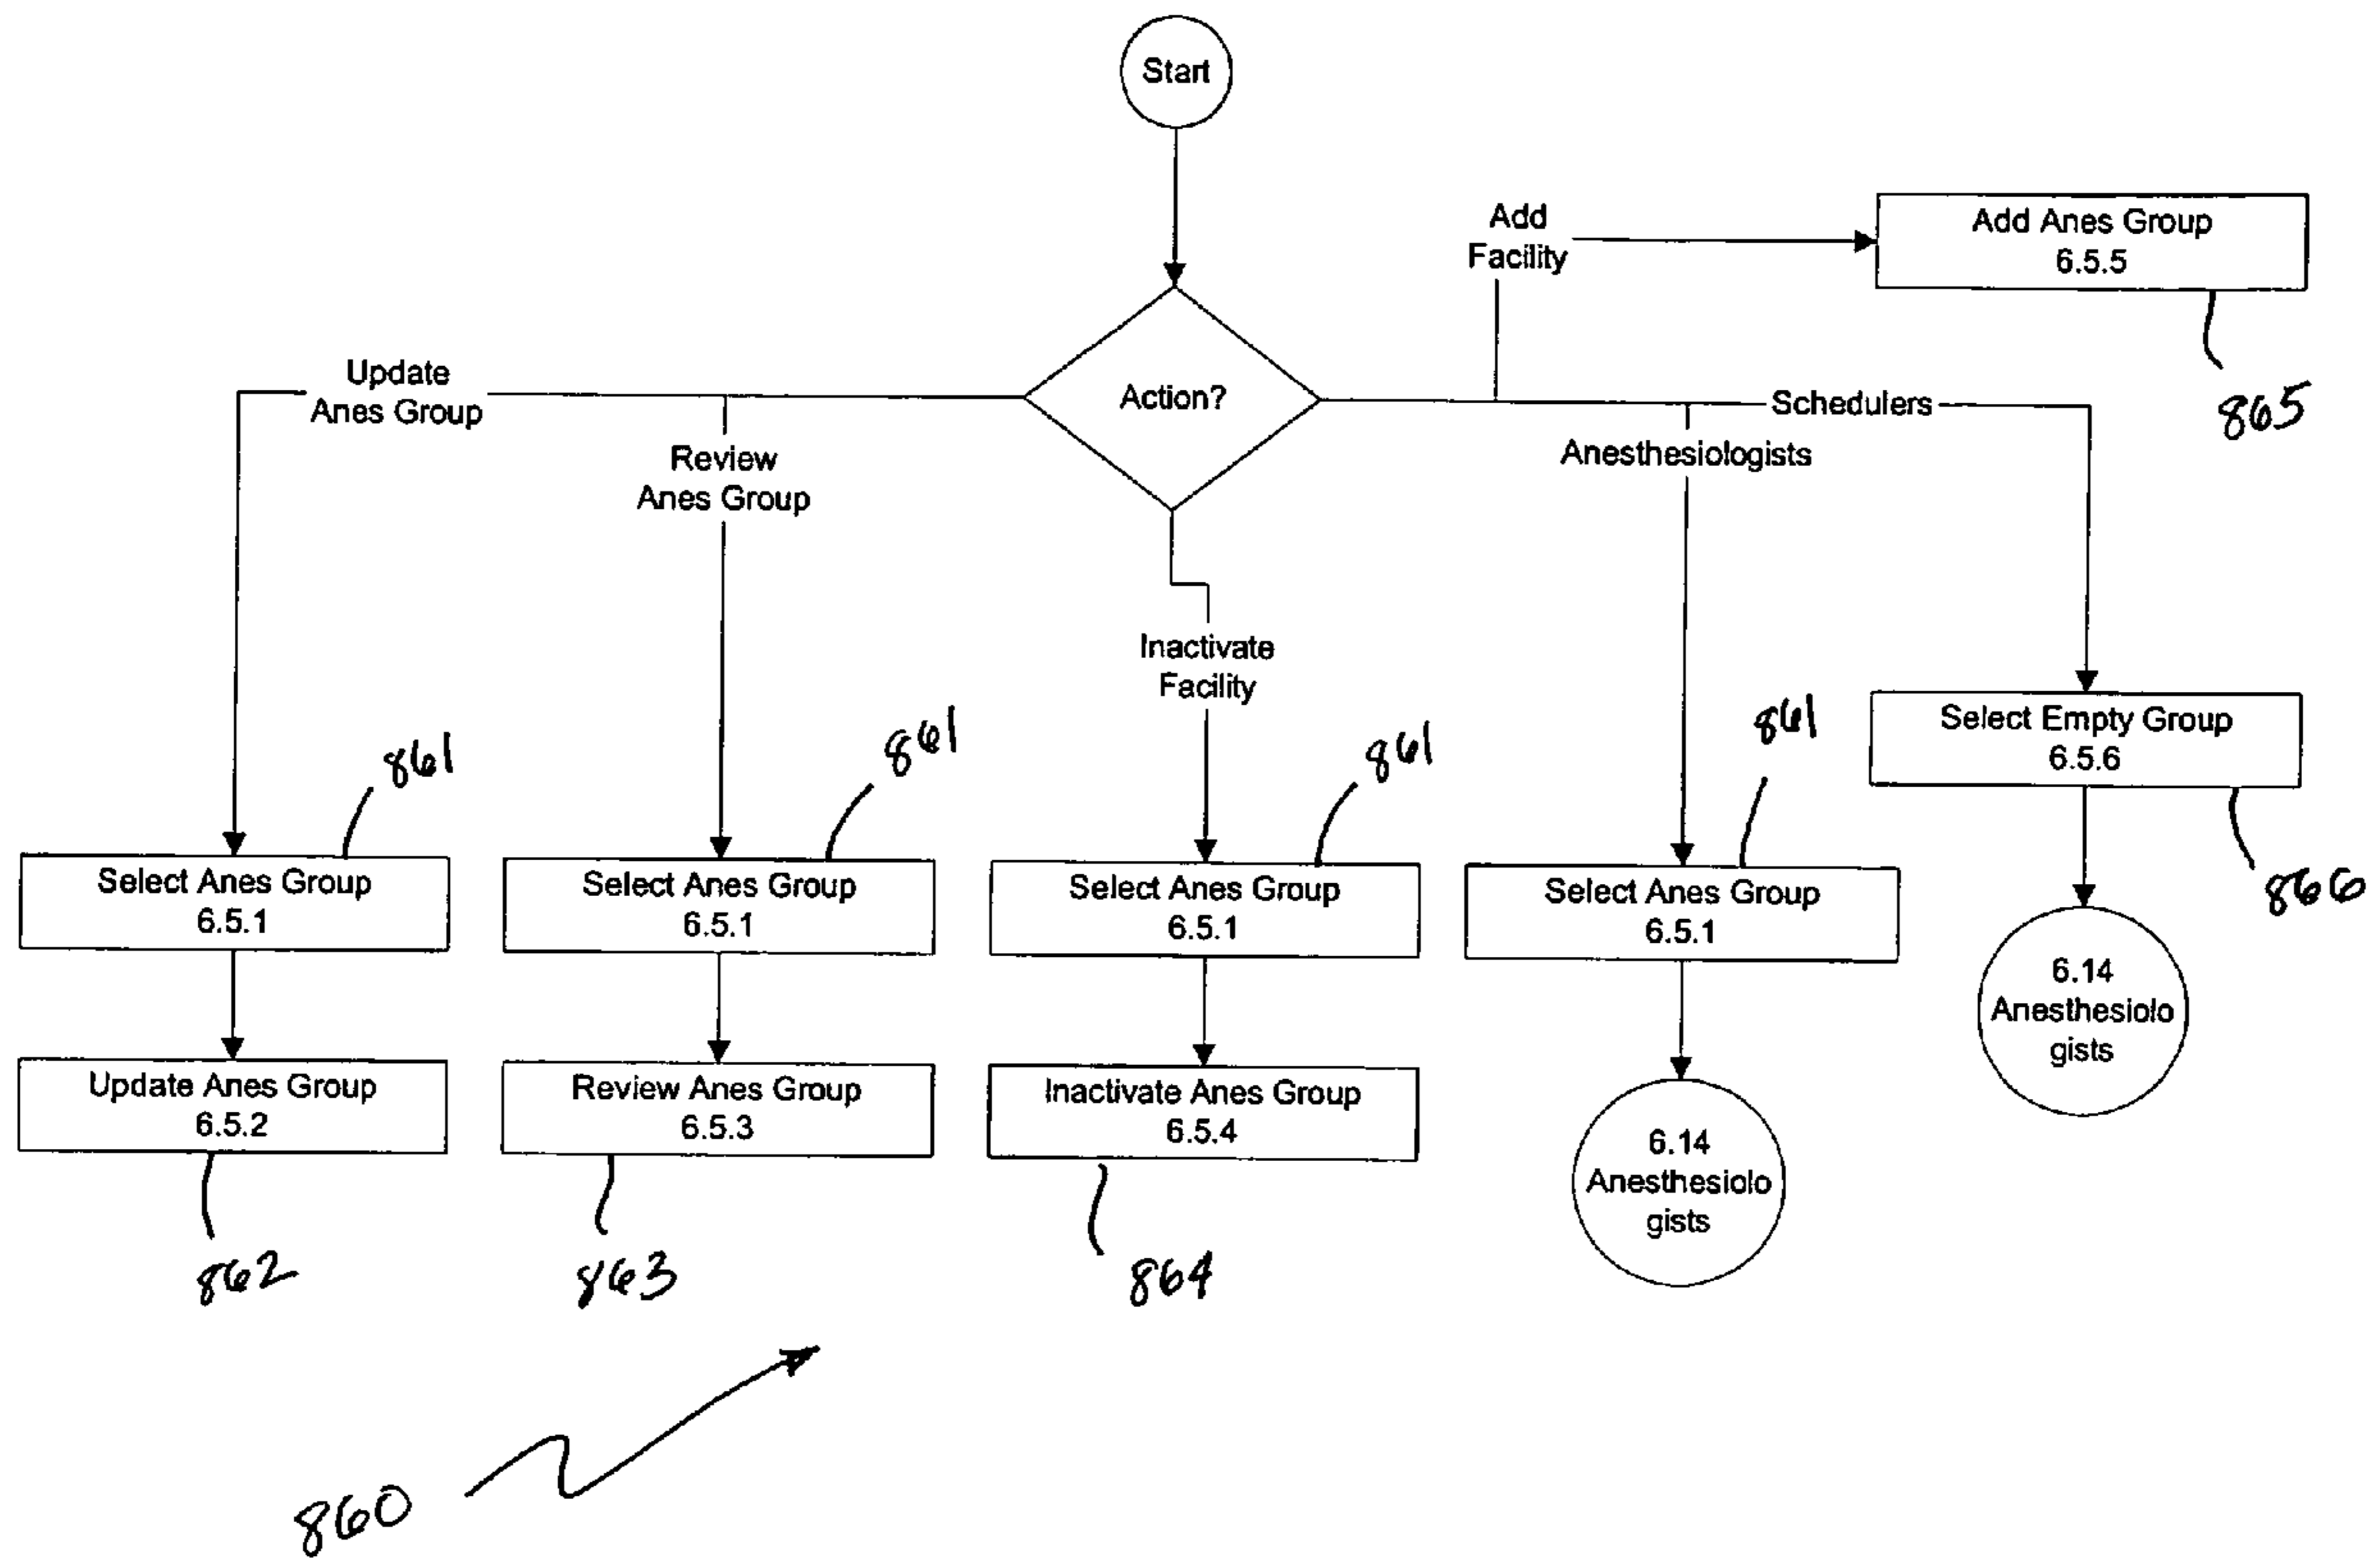 Start
Add
Facility
Add Anes Group
6.5.5
865
Update
Anes Group
Action?
Schedulers
Review
Anes Group
Anesthesiologists
Inactivate
Facility
861
861
861
861
Select Empty Group
6.5.6
866
Select Anes Group
6.5.1
Select Anes Group
6.5.1
Select Anes Group
6.5.1
Select Anes Group
6.5.1
6.14
Anesthesiolo
gists
Update Anes Group
6.5.2
Review Anes Group
6.5.3
Inactivate Anes Group
6.5.4
6.14
Anesthesiolo
gists
862
863
864
860